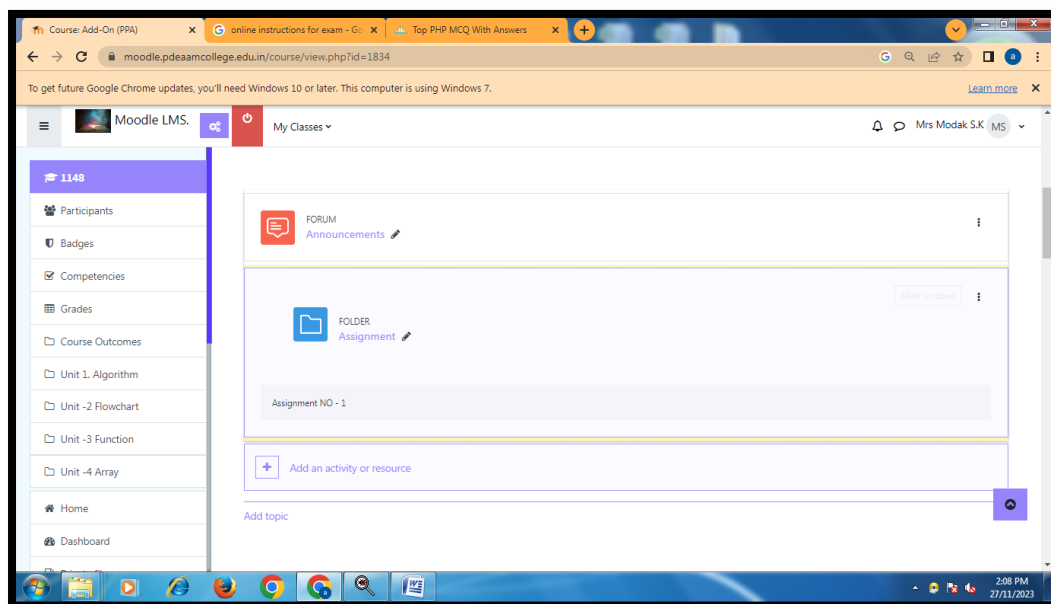 Course: Add-On (PPA)
online instructions for exam - Go
Top PHP MCQ With Answers
moodle.pdeaamcollege.edu.in/course/view.php?id=1834
To get future Google Chrome updates, you'll need Windows 10 or later. This computer is using Windows 7.
Learn more
Moodle LMS.
My Classes
Mrs Modak S.K MS
1148
Participants
Badges
Competencies
Grades
Course Outcomes
Unit 1. Algorithm
Unit -2 Flowchart
Unit -3 Function
Unit -4 Array
Home
Dashboard
FORUM
Announcements
Mark as done
FOLDER
Assignment
Assignment NO - 1
Add an activity or resource
Add topic
2:08 PM
27/11/2023